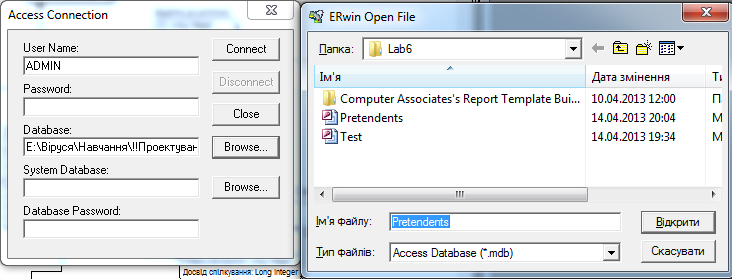 Access Connection
User Name:
ADMIN
Connect
Disconnect
Password:
Close
Database:
E:\Віруся\Навчання\!!Проектуван
Browse...
System Database:
Browse...
Database Password:
Досвід спілкування: Long Integer
ERwin Open File
Папка:
Lab6
Ім'я
Дата змінення
Ти
Computer Associates's Report Template Bui...
10.04.2013 12:00
П
Pretendents
14.04.2013 20:04
M
Test
14.04.2013 19:34
M
Ім'я файлу:
Pretendents
Відкрити
Тип файлів:
Access Database (*.mdb)
Скасувати